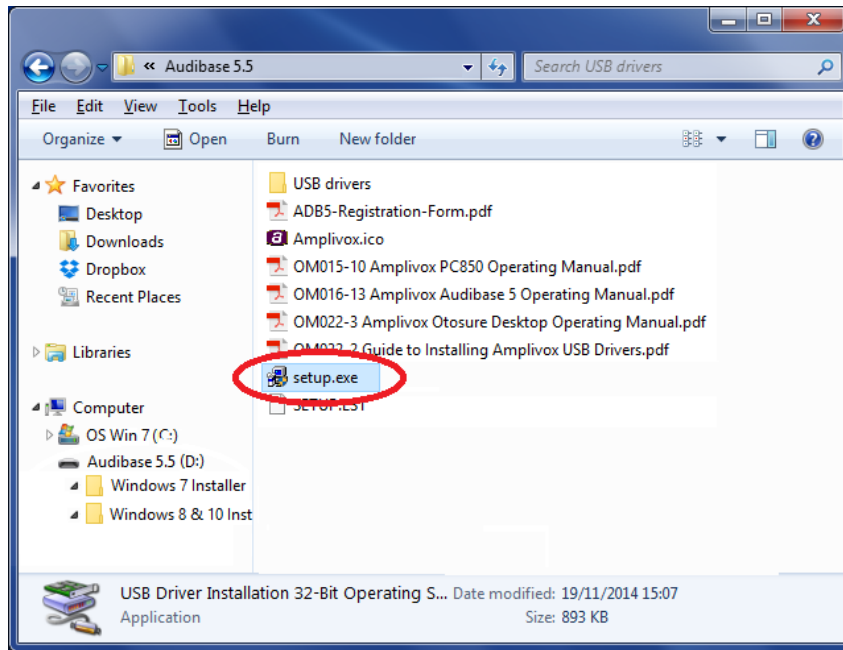 « Audibase 5.5
Search USB drivers
File Edit View Tools Help
Organize Open Burn New folder
Favorites
Desktop
Downloads
Dropbox
Recent Places
Libraries
Computer
OS Win 7 (C:)
Audibase 5.5 (D:)
Windows 7 Installer
Windows 8 & 10 Inst
USB drivers
ADB5-Registration-Form.pdf
Amplivox.ico
OM015-10 Amplivox PC850 Operating Manual.pdf
OM016-13 Amplivox Audibase 5 Operating Manual.pdf
OM022-3 Amplivox Otosure Desktop Operating Manual.pdf
Guide to Installing Amplivox USB Drivers.pdf
setup.exe
SETUP.LST
USB Driver Installation 32-Bit Operating S... Date modified: 19/11/2014 15:07
Application Size: 893 KB